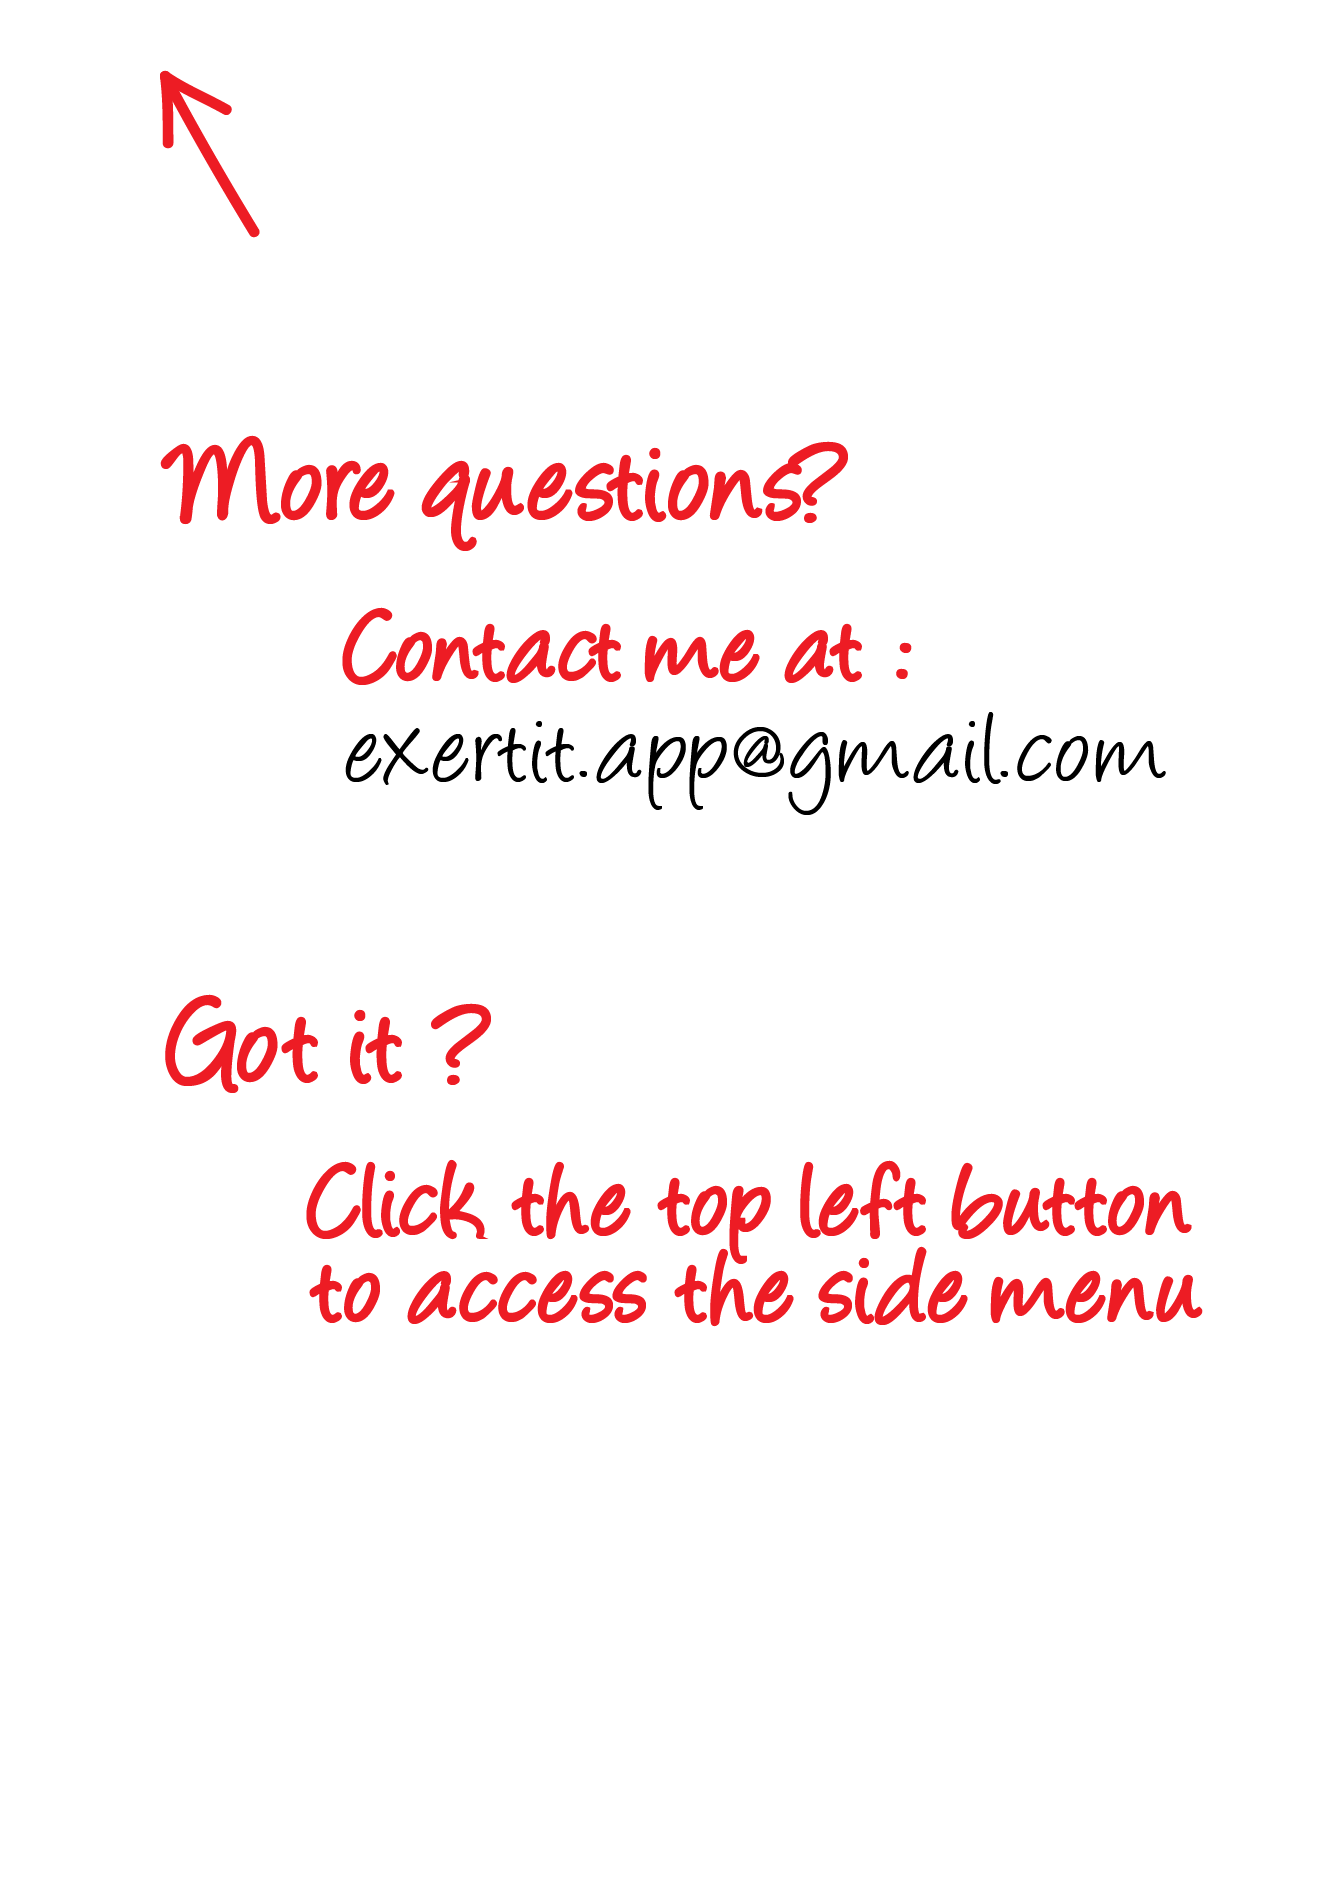 More questions?
Contact me at :
exertit.app@gmail.com
Got it ?
Click the top left button
to access the side menu